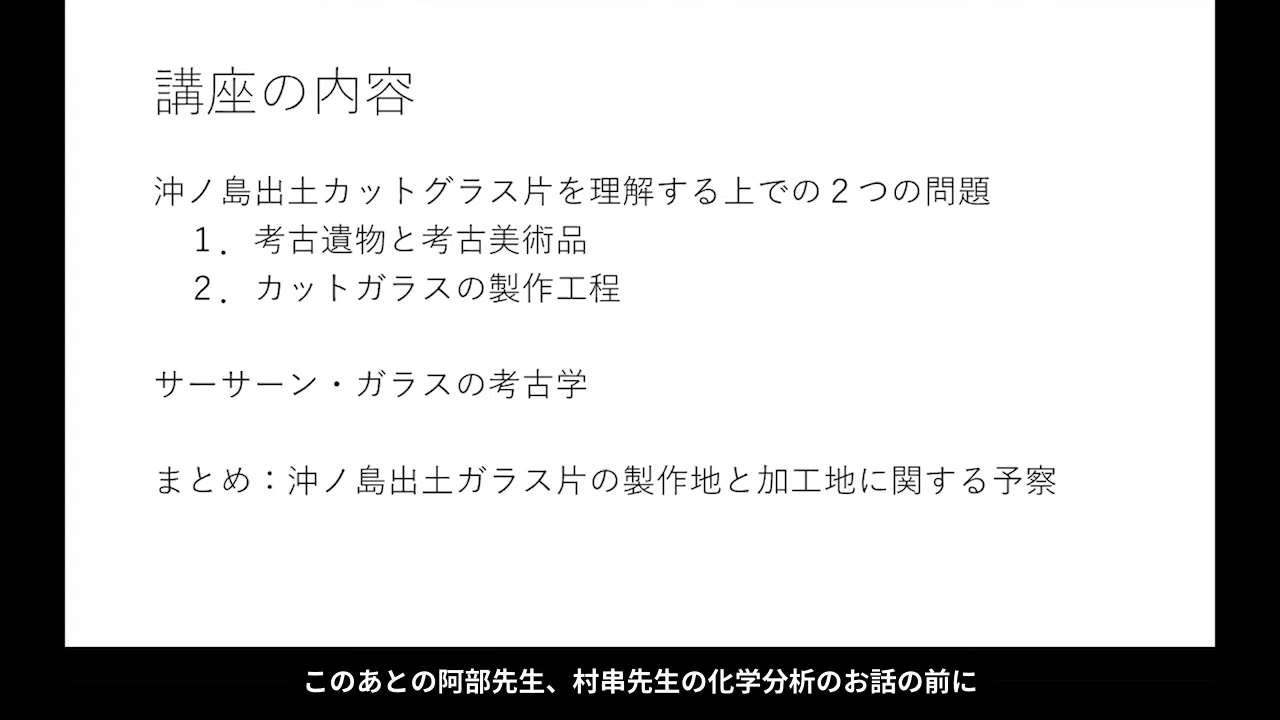 講座の内容
沖ノ島出土カットグラス片を理解する上での２つの問題
１．考古遺物と考古美術品
２．カットガラスの製作工程
サーサーン・ガラスの考古学
まとめ：沖ノ島出土ガラス片の製作地と加工地に関する予察
このあとの阿部先生、村串先生の化学分析のお話の前に